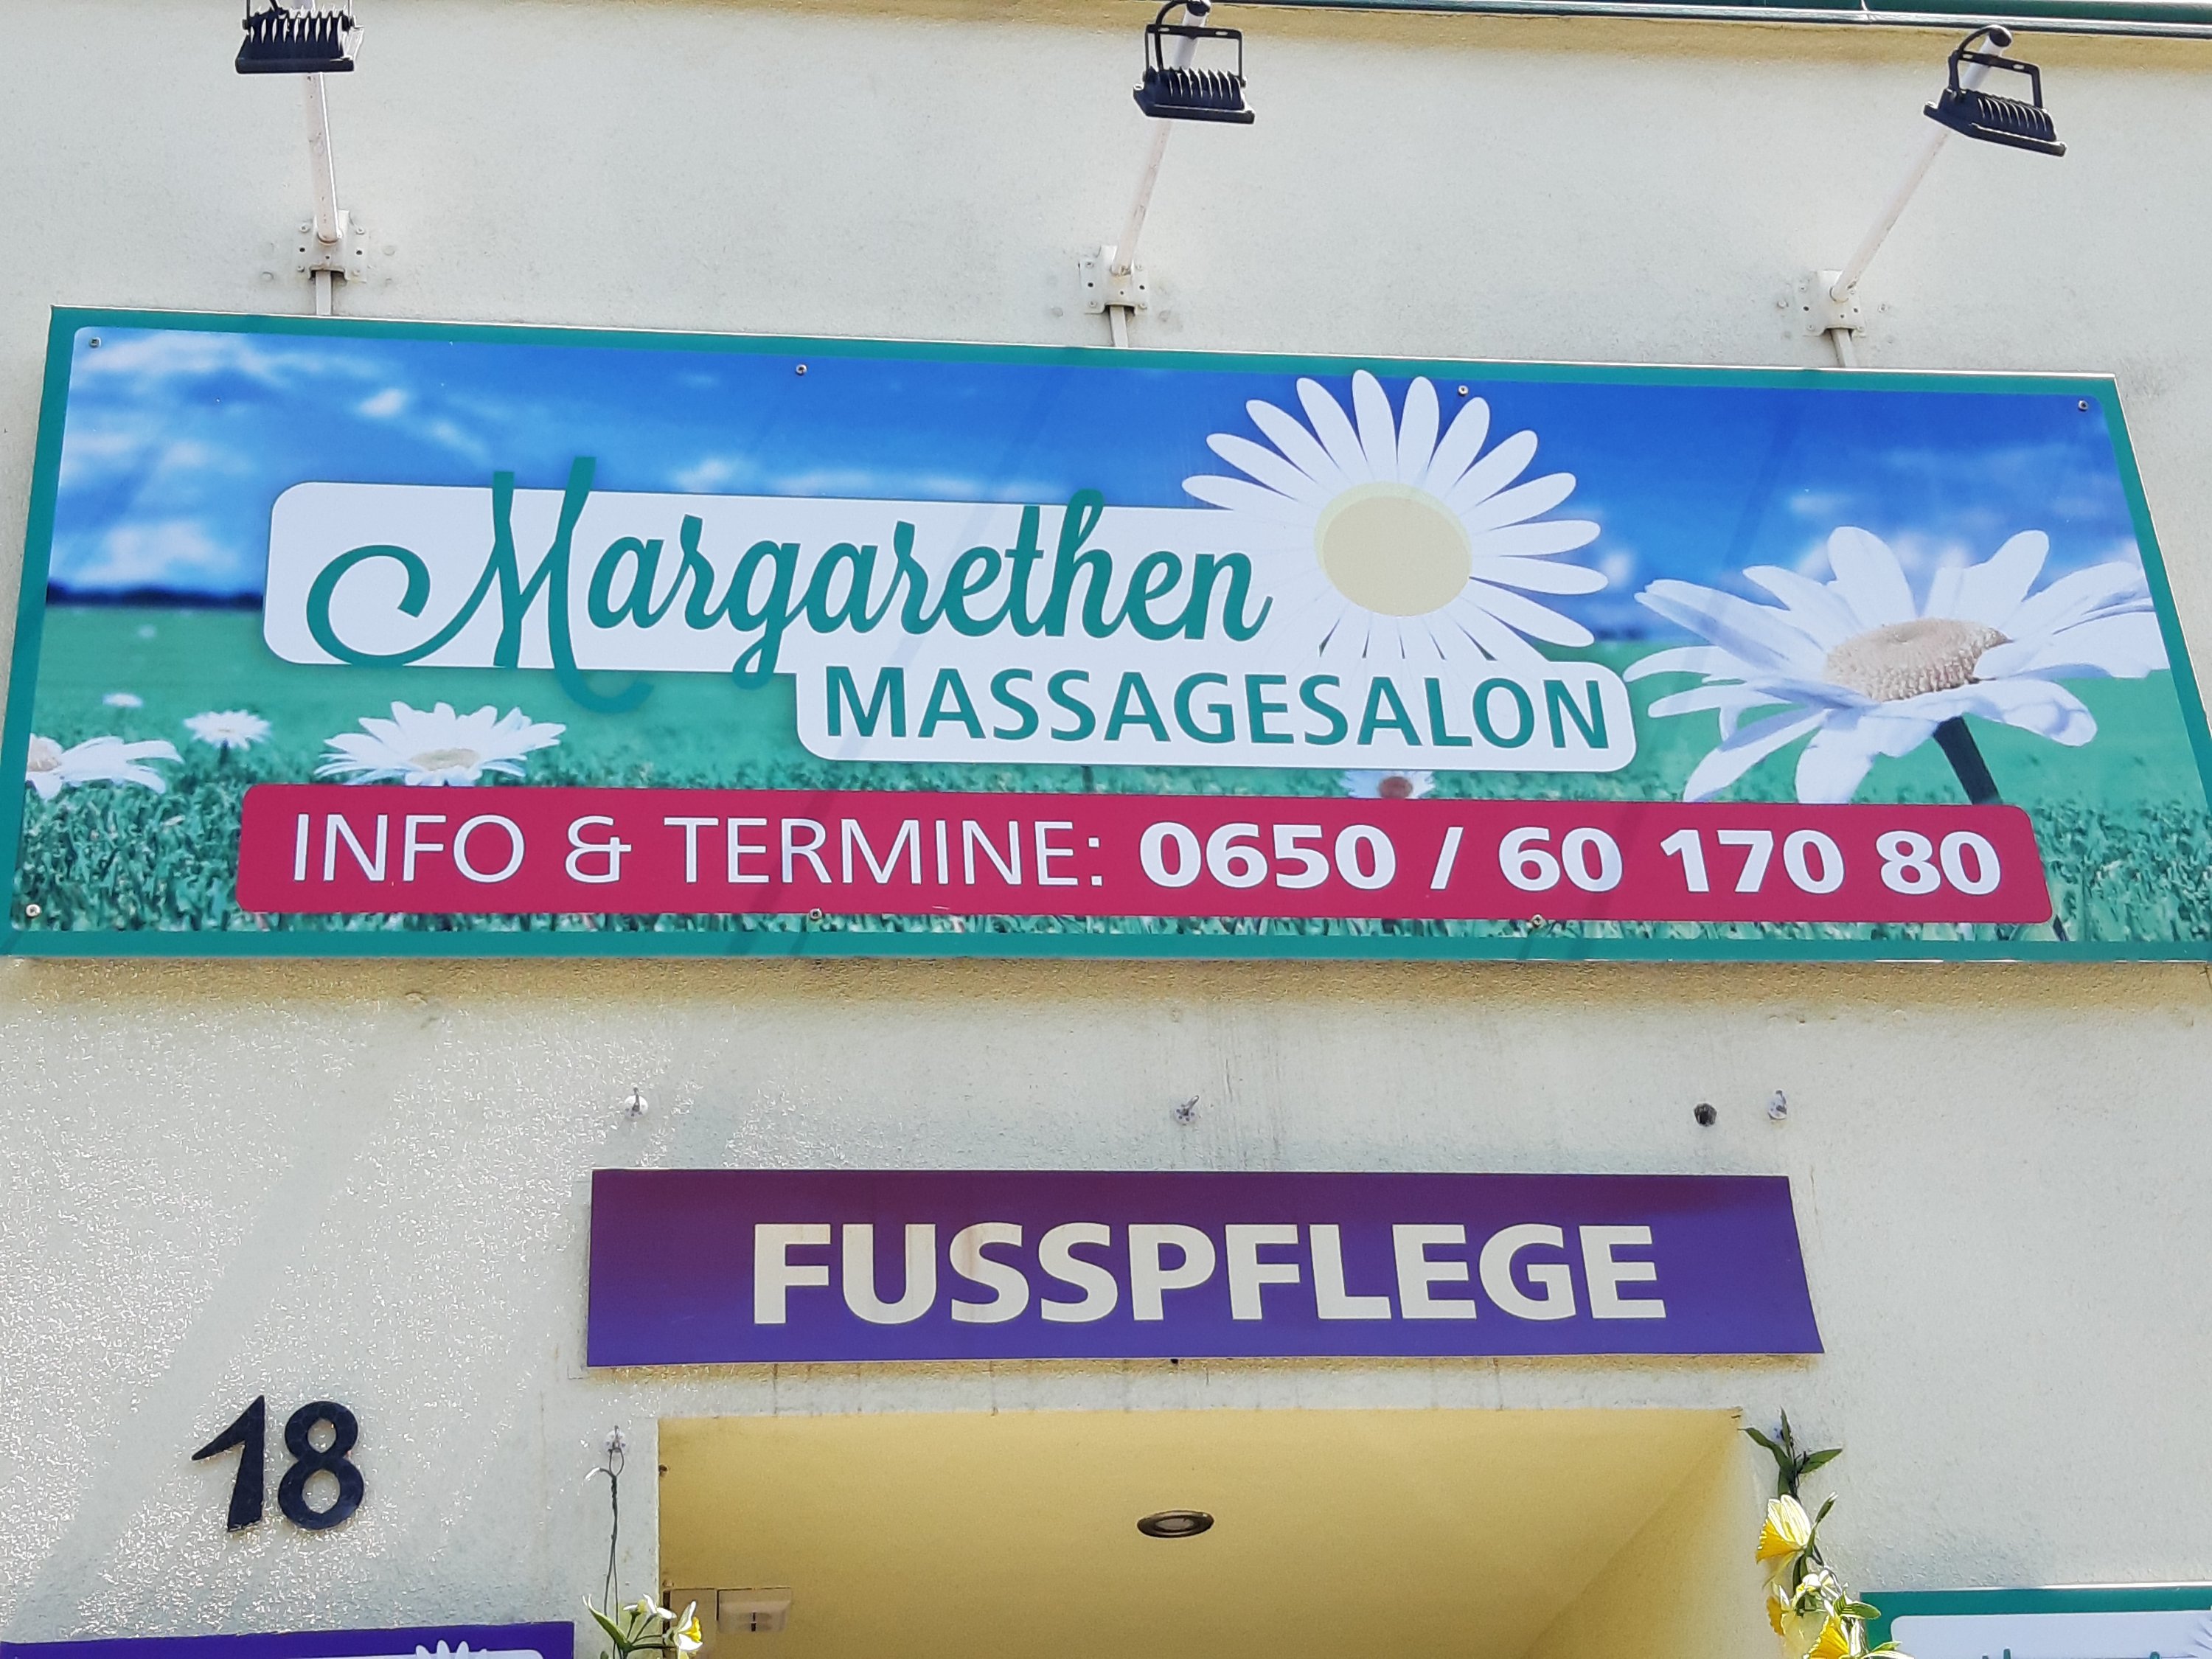 Margarethen
MASSAGESALON
INFO & TERMINE: 0650 / 60 170 80
FUSSPFLEGE
18